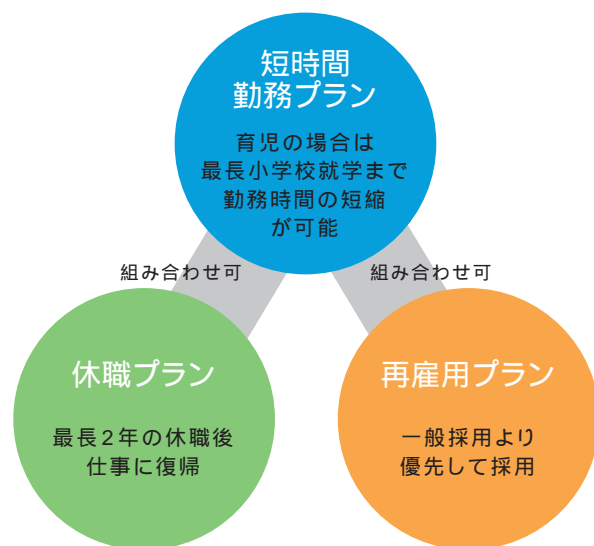 短時間
勤務プラン
育児の場合は
最長小学校就学まで
勤務時間の短縮
が可能
組み合わせ可
組み合わせ可
休職プラン
最長2年の休職後
仕事に復帰
再雇用プラン
一般採用より
優先して採用